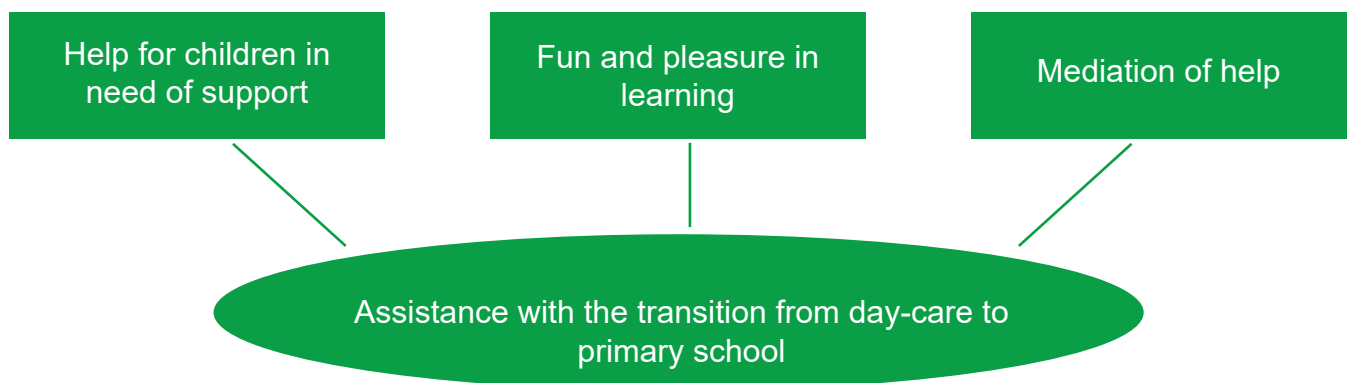 Help for children in
need of support
Fun and pleasure in
learning
Mediation of help
Assistance with the transition from day-care to
primary school